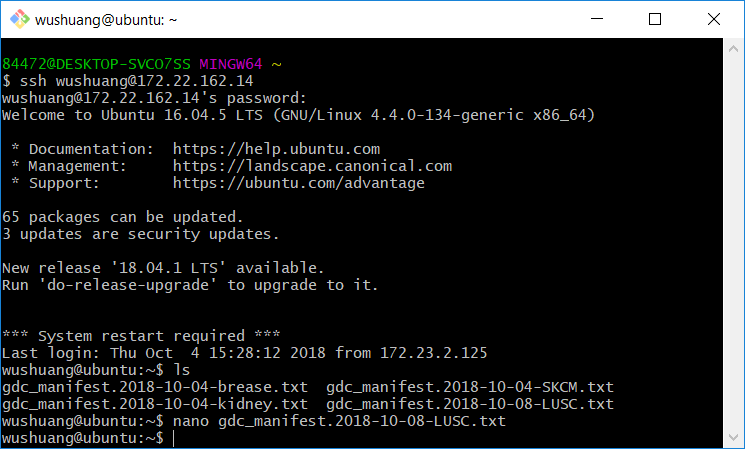 wushuang@ubuntu: ~
84472@DESKTOP-SVCO7SS MINGW64 ~
$ ssh wushuang@172.22.162.14
wushuang@172.22.162.14's password:
Welcome to Ubuntu 16.04.5 LTS (GNU/Linux 4.4.0-134-generic x86_64)
* Documentation:  https://help.ubuntu.com
* Management:     https://landscape.canonical.com
* Support:        https://ubuntu.com/advantage
65 packages can be updated.
3 updates are security updates.
New release '18.04.1 LTS' available.
Run 'do-release-upgrade' to upgrade to it.
*** System restart required ***
Last login: Thu Oct  4 15:28:12 2018 from 172.23.2.125
wushuang@ubuntu:~$ ls
gdc_manifest.2018-10-04-brease.txt  gdc_manifest.2018-10-04-SKCM.txt
gdc_manifest.2018-10-04-kidney.txt  gdc_manifest.2018-10-08-LUSC.txt
wushuang@ubuntu:~$ nano gdc_manifest.2018-10-08-LUSC.txt
wushuang@ubuntu:~$